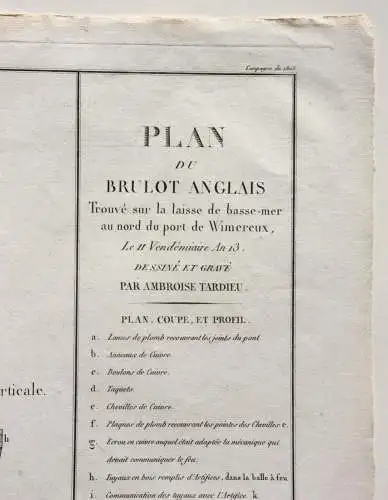 Campagne de 1805
PLAN
DU
BRULOT ANGLAIS
Trouvé sur la laisse de basse-mer
au nord du port de Wimereux,
Le 11 Vendémiaire An 13.
DESSINÉ ET GRAVÉ
PAR AMBROISE TARDIEU.
PLAN, COUPE, ET PROFIL.
a. Lames de plomb recouvrant les joints du pont
b. Anneaux de Cuivre.
c. Boulons de Cuivre.
d. Taquets.
e. Chevilles de Cuivre.
rticale.
f. Plaques de plomb recouvrant les pointes des Chevilles e.
g. Ecrou en cuivre auquel était adaptée la mécanique qui
devait communiquer le feu.
h
h. Tuyaux en bois remplis d'Artifices, dans la balle à feu
i. Communication des tuyaux avec l'Artifice